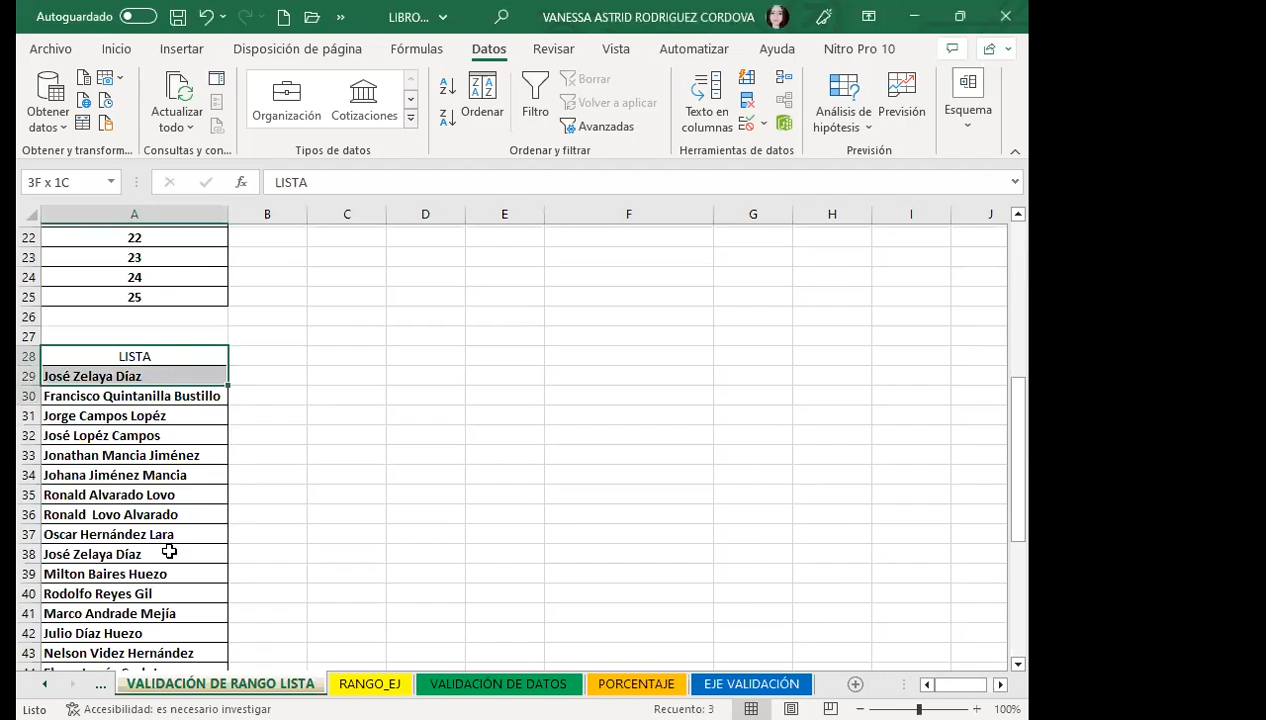 Autoguardado LIBRO... VANESSA ASTRID RODRIGUEZ CORDOVA
Archivo Inicio Insertar Disposición de página Fórmulas Datos Revisar Vista Automatizar Ayuda Nitro Pro 10
Obtener datos
Actualizar todo
Organización Cotizaciones
Ordenar
Filtro
Borrar
Volver a aplicar
Avanzadas
Texto en columnas
Análisis de hipótesis
Previsión
Esquema
Obtener y transform... Consultas y con... Tipos de datos Ordenar y filtrar Herramientas de datos Previsión
3F x 1C fx LISTA
A B C D E F G H I J
22 22
23 23
24 24
25 25
26
27
28 LISTA
29 José Zelaya Díaz
30 Francisco Quintanilla Bustillo
31 Jorge Campos Lopéz
32 José Lopéz Campos
33 Jonathan Mancia Jiménez
34 Johana Jiménez Mancia
35 Ronald Alvarado Lovo
36 Ronald Lovo Alvarado
37 Oscar Hernández Lara
38 José Zelaya Díaz
39 Milton Baires Huezo
40 Rodolfo Reyes Gil
41 Marco Andrade Mejía
42 Julio Díaz Huezo
43 Nelson Videz Hernández
... VALIDACIÓN DE RANGO LISTA RANGO_EJ VALIDACIÓN DE DATOS PORCENTAJE EJE VALIDACIÓN
Listo Accesibilidad: es necesario investigar Recuento: 3 100%